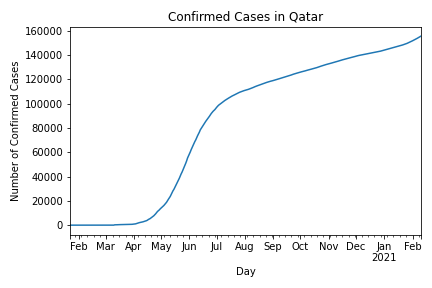 Confirmed Cases in Qatar
160000
140000
120000
100000
80000
60000
40000
20000
0
Number of Confirmed Cases
Feb Mar Apr May Jun Jul Aug Sep Oct Nov Dec Jan Feb
2021
Day